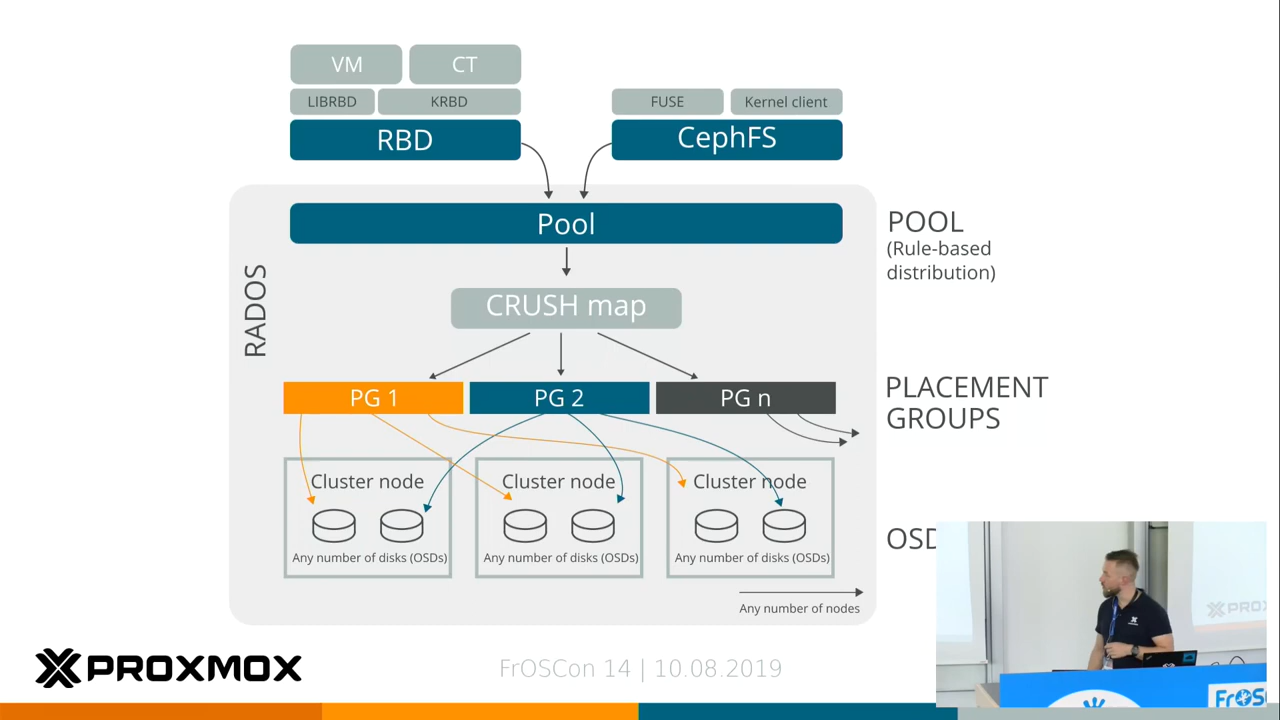 VM
CT
LIBRBD
KRBD
RBD
FUSE
Kernel client
CephFS
RADOS
Pool
POOL
(Rule-based
distribution)
CRUSH map
PG 1
PG 2
PG n
PLACEMENT
GROUPS
Cluster node
Any number of disks (OSDs)
Cluster node
Any number of disks (OSDs)
Cluster node
Any number of disks (OSDs)
OSD
Any number of nodes
PROXMOX
FrOSCon 14 | 10.08.2019
PROX
FrOSC